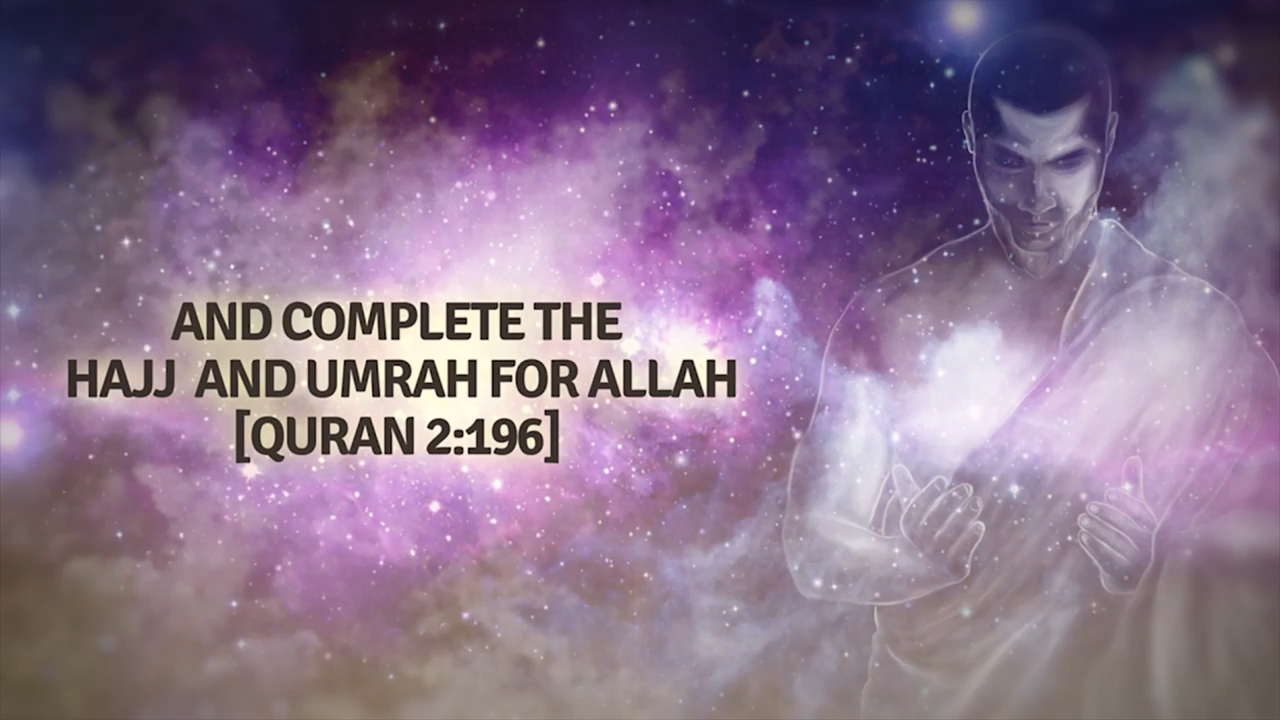 AND COMPLETE THE
HAJJ AND UMRAH FOR ALLAH
[QURAN 2:196]